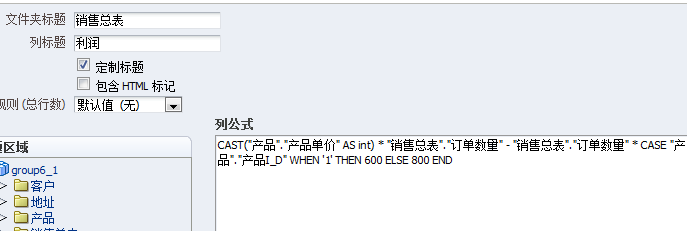 文件夹标题 销售总表
列标题 利润
定制标题
包含 HTML 标记
规则 (总行数) 默认值 (无)
列公式
CAST("产品"."产品单价" AS int) * "销售总表"."订单数量" - "销售总表"."订单数量" * CASE "产
品"."产品I_D" WHEN '1' THEN 600 ELSE 800 END
区域
group6_1
客户
地址
产品